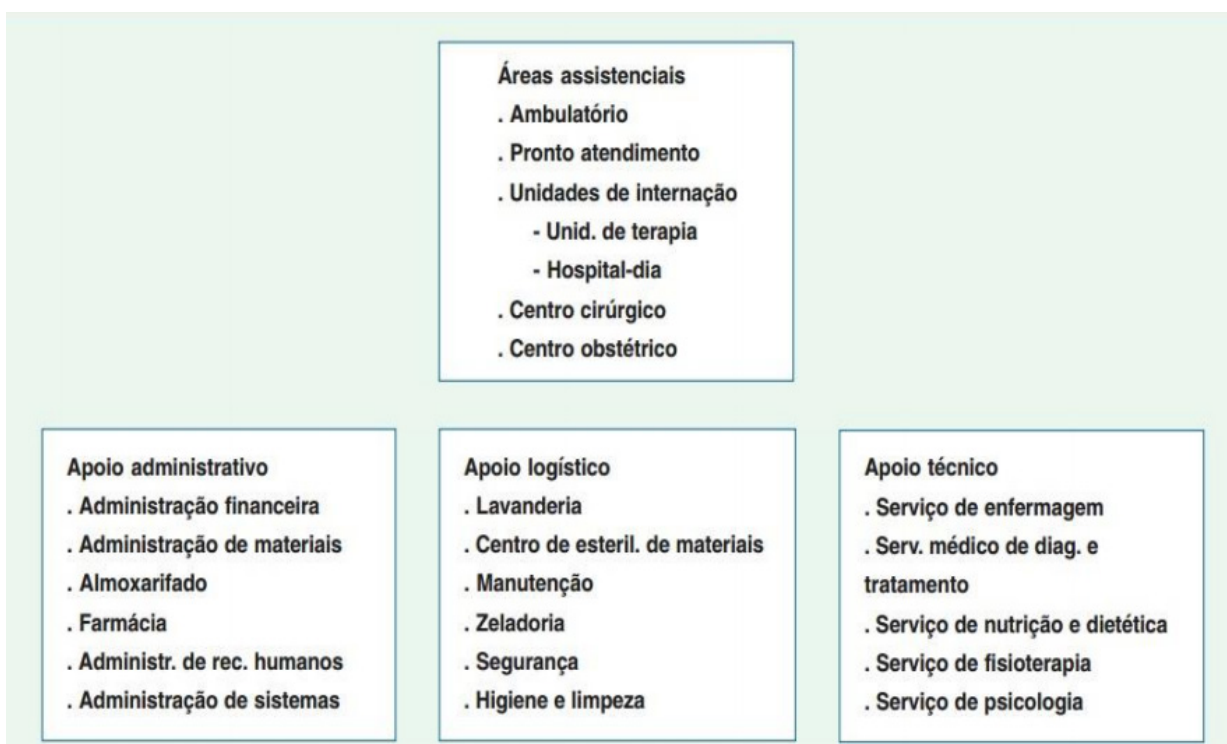 Áreas assistenciais
. Ambulatório
. Pronto atendimento
. Unidades de internação
- Unid. de terapia
- Hospital-dia
. Centro cirúrgico
. Centro obstétrico
Apoio administrativo
. Administração financeira
. Administração de materiais
. Almoxarifado
. Farmácia
. Administr. de rec. humanos
. Administração de sistemas
Apoio logístico
. Lavanderia
. Centro de esteril. de materiais
. Manutenção
. Zeladoria
. Segurança
. Higiene e limpeza
Apoio técnico
. Serviço de enfermagem
. Serv. médico de diag. e
tratamento
. Serviço de nutrição e dietética
. Serviço de fisioterapia
. Serviço de psicologia